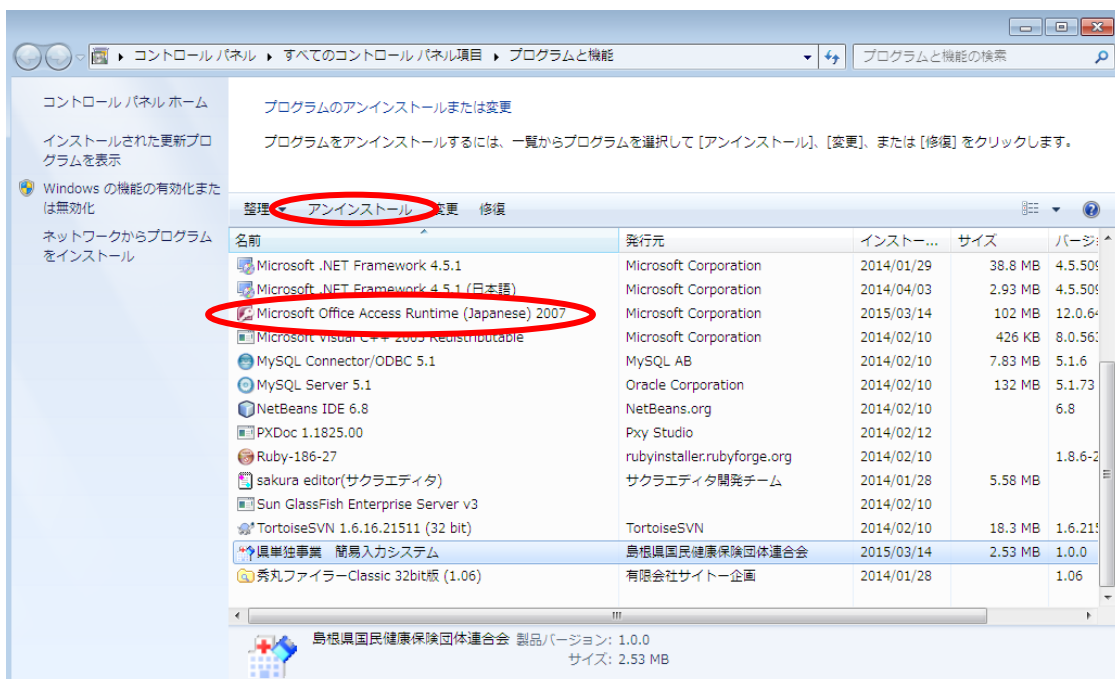 コントロール パネル ▸ すべてのコントロール パネル項目 ▸ プログラムと機能
プログラムと機能の検索
コントロール パネル ホーム
インストールされた更新プロ
グラムを表示
Windows の機能の有効化また
は無効化
ネットワークからプログラム
をインストール
プログラムのアンインストールまたは変更
プログラムをアンインストールするには、一覧からプログラムを選択して [アンインストール]、[変更]、または [修復] をクリックします。
整理 アンインストール 変更 修復
名前 発行元 インストー... サイズ バージ
Microsoft .NET Framework 4.5.1 Microsoft Corporation 2014/01/29 38.8 MB 4.5.509
Microsoft .NET Framework 4.5.1 (日本語) Microsoft Corporation 2014/04/03 2.93 MB 4.5.509
Microsoft Office Access Runtime (Japanese) 2007 Microsoft Corporation 2015/03/14 102 MB 12.0.64
Microsoft Visual C++ 2005 Redistributable Microsoft Corporation 2014/02/10 426 KB 8.0.561
MySQL Connector/ODBC 5.1 MySQL AB 2014/02/10 7.83 MB 5.1.6
MySQL Server 5.1 Oracle Corporation 2014/02/10 132 MB 5.1.73
NetBeans IDE 6.8 NetBeans.org 2014/02/10 6.8
PXDoc 1.1825.00 Pxy Studio 2014/02/12
Ruby-186-27 rubyinstaller.rubyforge.org 2014/02/10 1.8.6-2
sakura editor(サクラエディタ) サクラエディタ開発チーム 2014/01/28 5.58 MB
Sun GlassFish Enterprise Server v3 2014/02/10
TortoiseSVN 1.6.16.21511 (32 bit) TortoiseSVN 2014/02/10 18.3 MB 1.6.215
県単独事業 簡易入力システム 島根県国民健康保険団体連合会 2015/03/14 2.53 MB 1.0.0
秀丸ファイラーClassic 32bit版 (1.06) 有限会社サイトー企画 2014/01/28 1.06
島根県国民健康保険団体連合会 製品バージョン: 1.0.0
サイズ: 2.53 MB